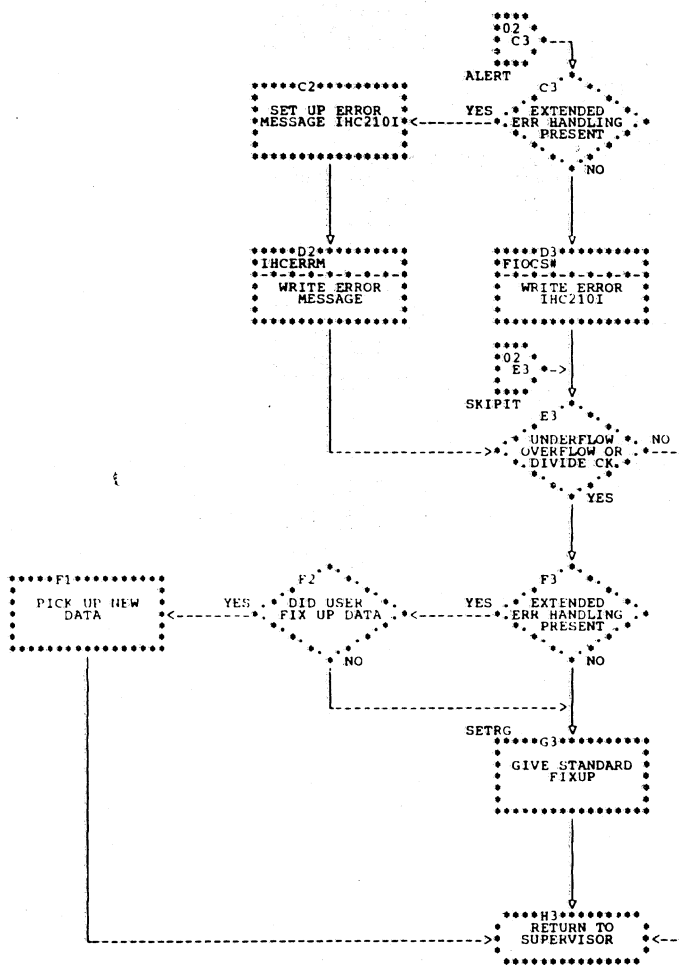 02
C3
ALERT
C2
SET UP ERROR
MESSAGE IHC210I
YES
C3
EXTENDED
ERR HANDLING
PRESENT
NO
D2
IHCERRM
WRITE ERROR
MESSAGE
D3
FIOCS#
WRITE ERROR
IHC210I
02
E3
SKIPIT
E3
UNDERFLOW
OVERFLOW OR
DIVIDE CK.
NO
YES
F1
PICK UP NEW
DATA
YES
F2
DID USER
FIX UP DATA
NO
YES
F3
EXTENDED
ERR HANDLING
PRESENT
NO
SETRG
G3
GIVE STANDARD
FIXUP
H3
RETURN TO
SUPERVISOR